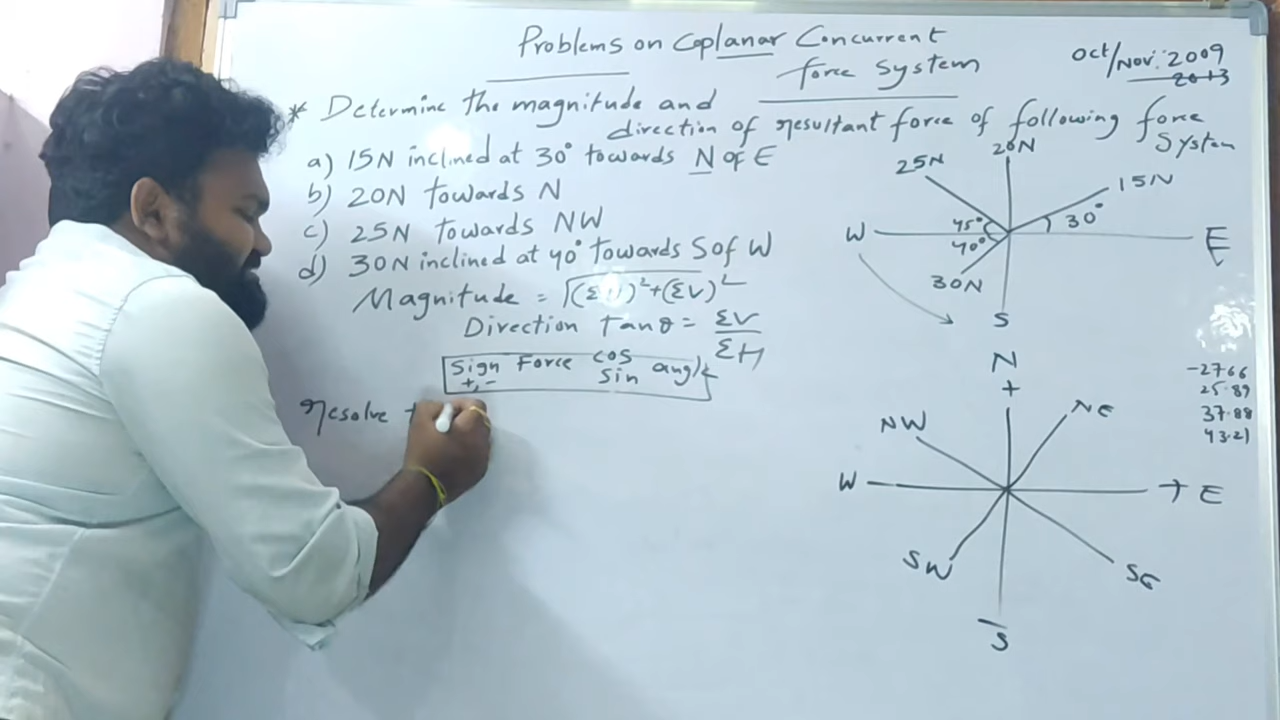 Problems on Coplanar Concurrent
force System
Oct/Nov: 2009
2013
* Determine the magnitude and
direction of resultant force of following force
System
a) 15N inclined at 30° towards N of E
b) 20N towards N
c) 25N towards NW
d) 30N inclined at 40° towards S of W
Magnitude = √(ΣH)²+(ΣV)²
Direction Tanθ = ΣV
ΣH
Sign Force cos angle
+,- sin
resolve
20N
25N
15N
45°
30°
W
40°
E
30N
S
N
+
NW
NE
W
+ E
SW
SE
-
S
-27.66
25.89
37.88
43.21